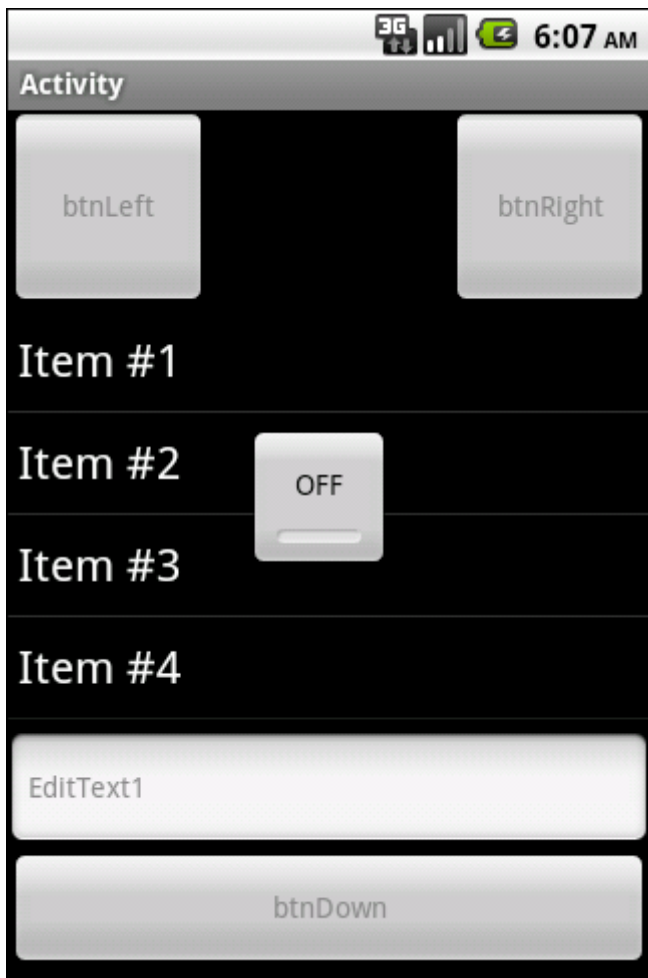 3G 6:07 AM
Activity
btnLeft btnRight
Item #1
Item #2
OFF
Item #3
Item #4
EditText1
btnDown